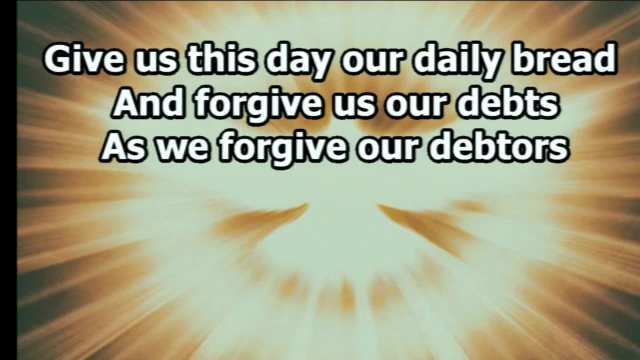 Give us this day our daily bread
And forgive us our debts
As we forgive our debtors